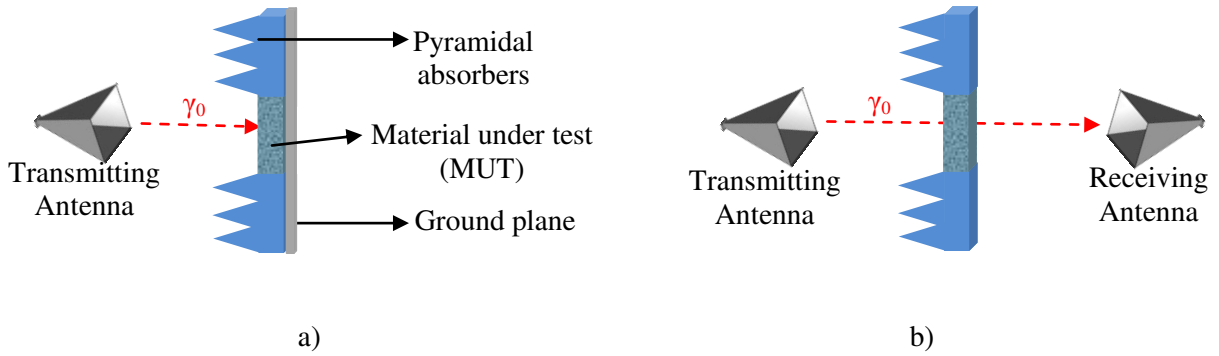 Pyramidal
absorbers
γ0
Material under test
(MUT)
Transmitting
Antenna
Ground plane
a)
γ0
Transmitting
Antenna
Receiving
Antenna
b)